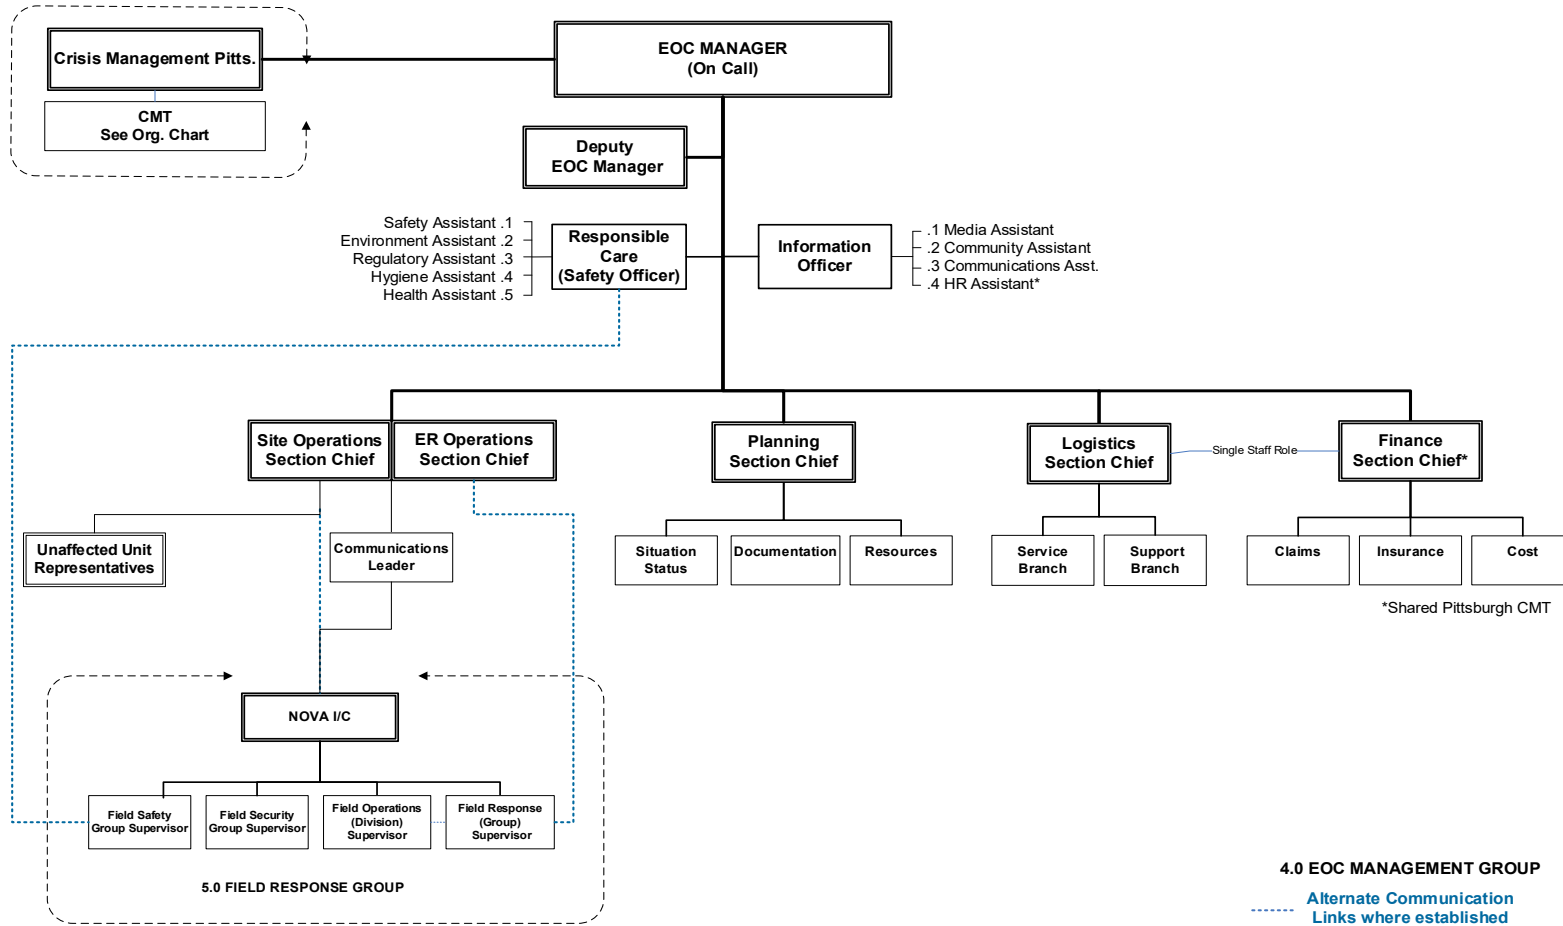 Crisis Management Pitts.
CMT
See Org. Chart
EOC MANAGER
(On Call)
Deputy
EOC Manager
Safety Assistant .1
Environment Assistant .2
Regulatory Assistant .3
Hygiene Assistant .4
Health Assistant .5
Responsible
Care
(Safety Officer)
Information
Officer
.1 Media Assistant
.2 Community Assistant
.3 Communications Asst.
.4 HR Assistant*
Site Operations
Section Chief
ER Operations
Section Chief
Planning
Section Chief
Logistics
Section Chief
Single Staff Role
Finance
Section Chief*
Unaffected Unit
Representatives
Communications
Leader
Situation
Status
Documentation
Resources
Service
Branch
Support
Branch
Claims
Insurance
Cost
*Shared Pittsburgh CMT
NOVA I/C
Field Safety
Group Supervisor
Field Security
Group Supervisor
Field Operations
(Division)
Supervisor
Field Response
(Group)
Supervisor
5.0 FIELD RESPONSE GROUP
4.0 EOC MANAGEMENT GROUP
Alternate Communication
Links where established